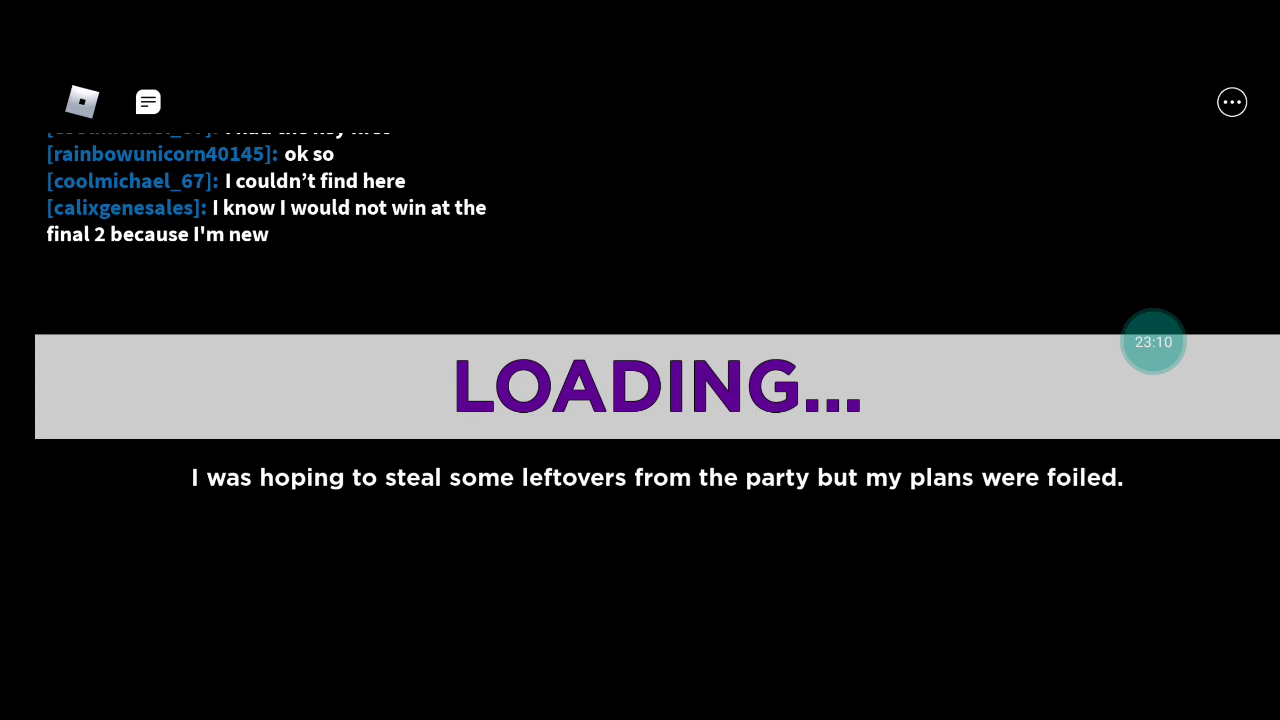 [rainbowunicorn40145]: ok so
[coolmichael_67]: I couldn’t find here
[calixgenesales]: I know I would not win at the
final 2 because I'm new
23:10
LOADING...
I was hoping to steal some leftovers from the party but my plans were foiled.